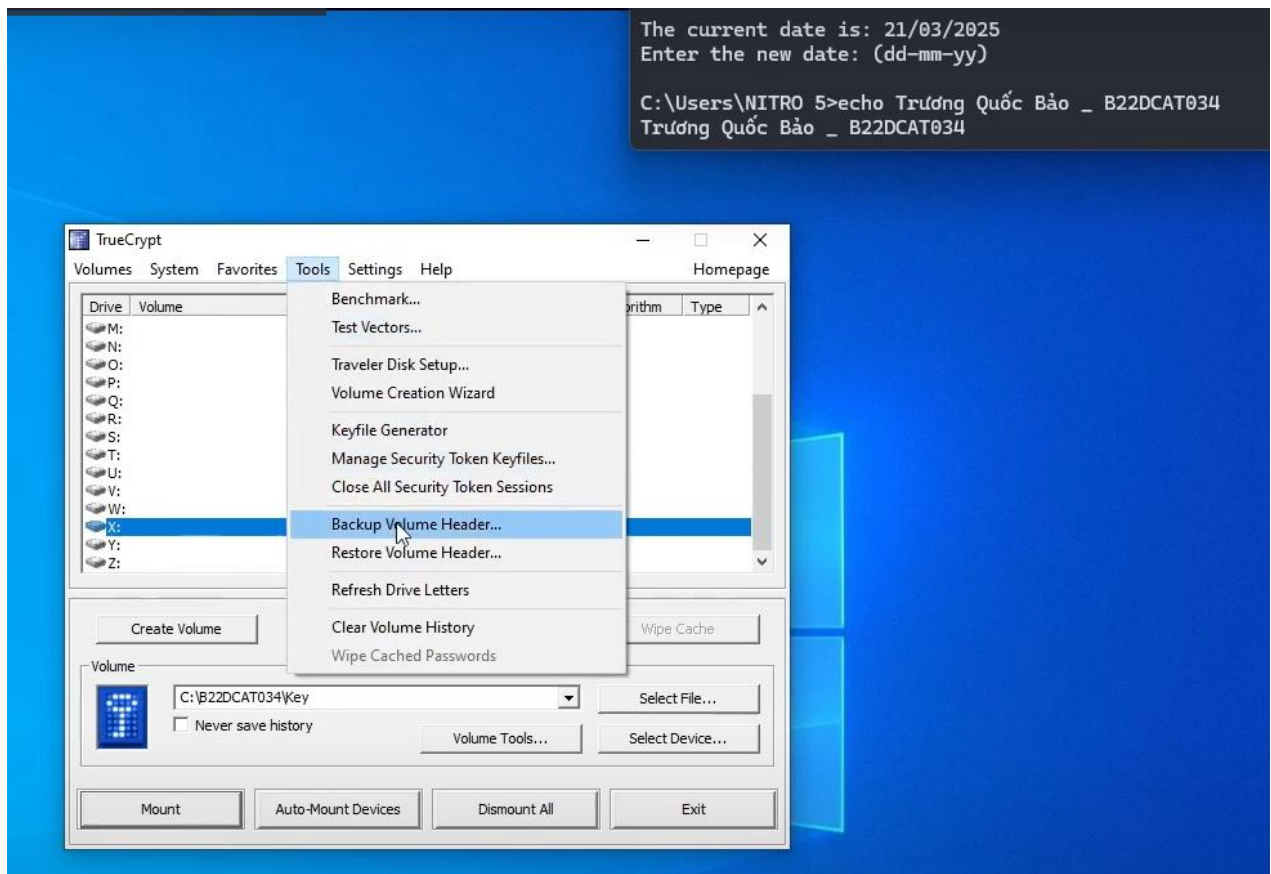 The current date is: 21/03/2025
Enter the new date: (dd-mm-yy)
C:\Users\NITRO 5>echo Trương Quốc Bảo _ B22DCAT034
Trương Quốc Bảo _ B22DCAT034
TrueCrypt
Volumes System Favorites Tools Settings Help Homepage
Drive Volume Type
M:
N:
O:
P:
Q:
R:
S:
T:
U:
V:
W:
X:
Y:
Z:
Benchmark...
Test Vectors...
Traveler Disk Setup...
Volume Creation Wizard
Keyfile Generator
Manage Security Token Keyfiles...
Close All Security Token Sessions
Backup Volume Header...
Restore Volume Header...
Refresh Drive Letters
Clear Volume History
Wipe Cached Passwords
Create Volume Wipe Cache
Volume
C:\B22DCAT034\Key Select File...
Never save history Volume Tools... Select Device...
Mount Auto-Mount Devices Dismount All Exit